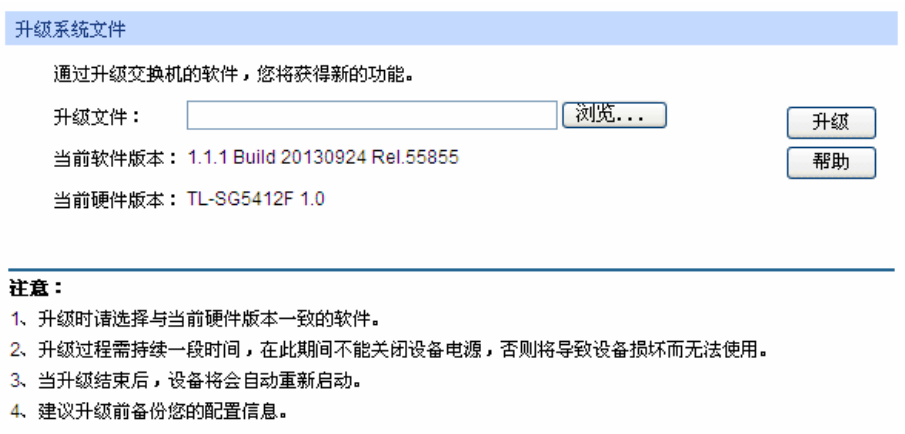 升级系统文件
通过升级交换机的软件，您将获得新的功能。
升级文件： 浏览...
升级
当前软件版本：1.1.1 Build 20130924 Rel.55855
帮助
当前硬件版本：TL-SG5412F 1.0
注意：
1、升级时请选择与当前硬件版本一致的软件。
2、升级过程需持续一段时间，在此期间不能关闭设备电源，否则将导致设备损坏而无法使用。
3、当升级结束后，设备将会自动重新启动。
4、建议升级前备份您的配置信息。